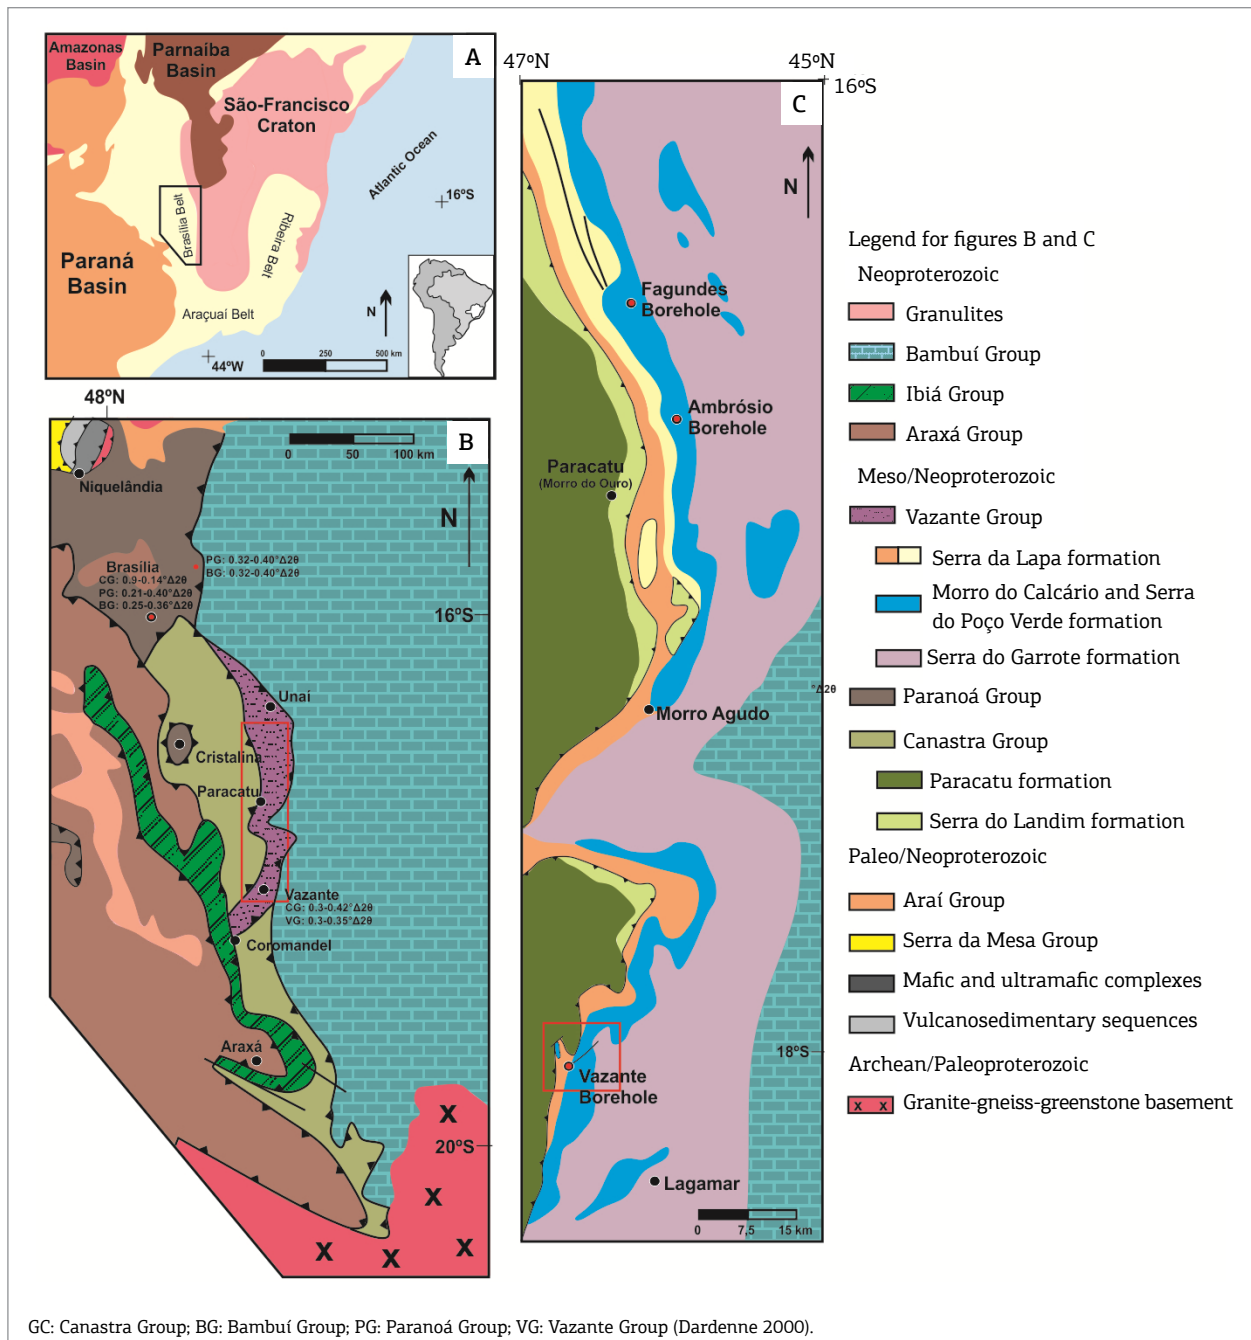 A
Amazonas
Basin
Parnaíba
Basin
São-Francisco
Craton
Atlantic Ocean
16ºS
Brasília Belt
Ribeira Belt
Paraná
Basin
Araçuaí Belt
N
44ºW
0 250 500 km
48ºN
B
0 50 100 km
N
Niquelândia
Brasília
CG: 0.9-0.14°Δ2θ
PG: 0.21-0.40°Δ2θ
BG: 0.25-0.36°Δ2θ
PG: 0.32-0.40°Δ2θ
BG: 0.32-0.40°Δ2θ
16ºS
Unaí
Cristalina
Paracatu
Vazante
CG: 0.3-0.42°Δ2θ
VG: 0.3-0.35°Δ2θ
Coromandel
Araxá
20ºS
X
X
X
X
X
47ºN
45ºN
16ºS
C
N
Fagundes
Borehole
Ambrósio
Borehole
Paracatu
(Morro do Ouro)
°Δ2θ
Morro Agudo
18ºS
Vazante
Borehole
Lagamar
0 7,5 15 km
Legend for figures B and C
Neoproterozoic
Granulites
Bambuí Group
Ibiá Group
Araxá Group
Meso/Neoproterozoic
Vazante Group
Serra da Lapa formation
Morro do Calcário and Serra
do Poço Verde formation
Serra do Garrote formation
Paranoá Group
Canastra Group
Paracatu formation
Serra do Landim formation
Paleo/Neoproterozoic
Araí Group
Serra da Mesa Group
Mafic and ultramafic complexes
Vulcanosedimentary sequences
Archean/Paleoproterozoic
x x Granite-gneiss-greenstone basement
GC: Canastra Group; BG: Bambuí Group; PG: Paranoá Group; VG: Vazante Group (Dardenne 2000).